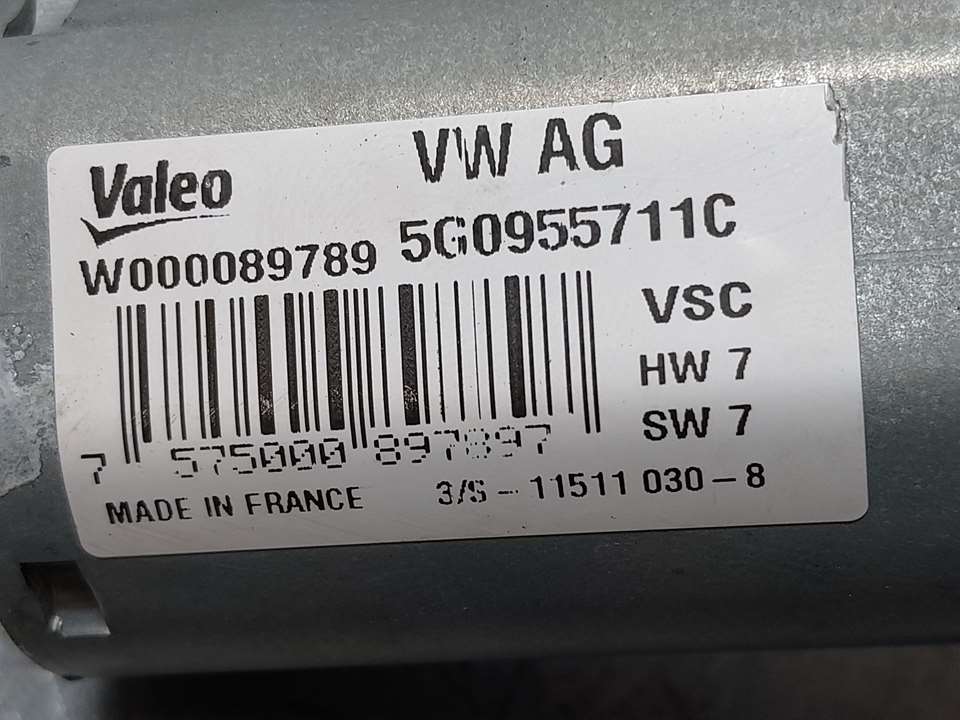 Valeo
VW AG
W000089789
5G0955711C
VSC
HW 7
SW 7
7 575000 897897
MADE IN FRANCE
3/S - 11511 030 - 8